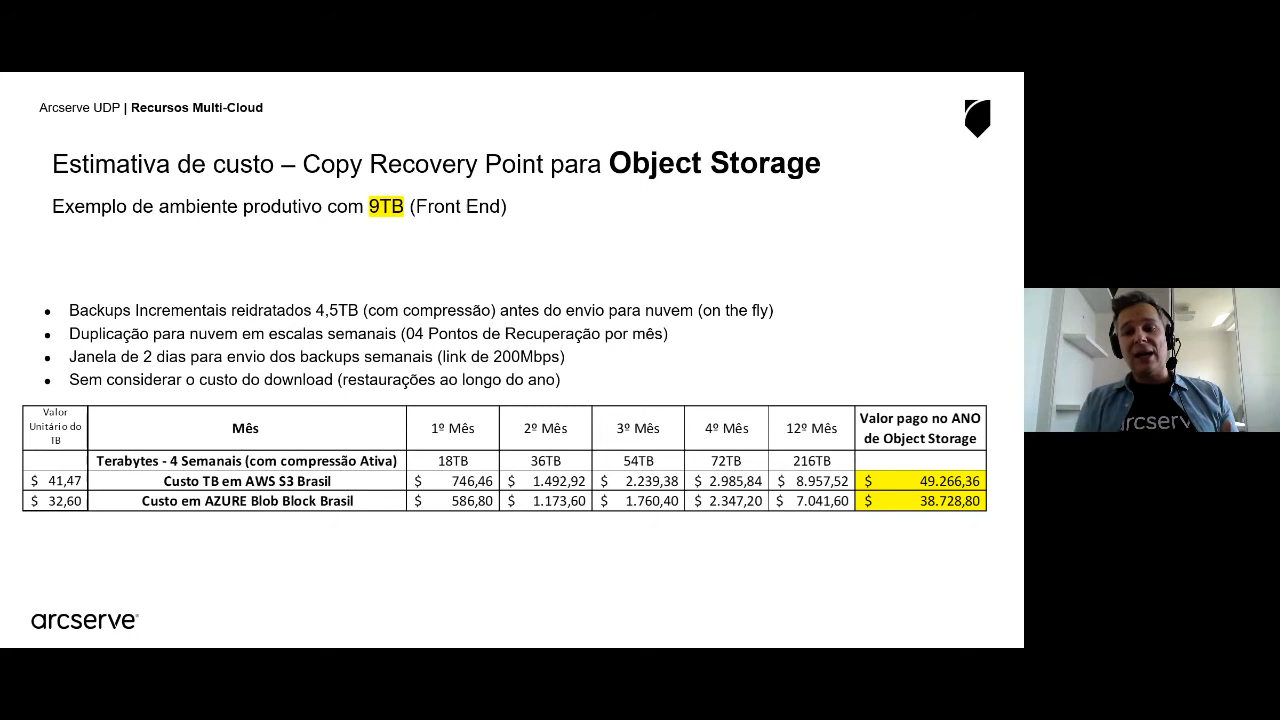 Arcserve UDP | Recursos Multi-Cloud
Estimativa de custo – Copy Recovery Point para Object Storage
Exemplo de ambiente produtivo com 9TB (Front End)
• Backups Incrementais reidratados 4,5TB (com compressão) antes do envio para nuvem (on the fly)
• Duplicação para nuvem em escalas semanais (04 Pontos de Recuperação por mês)
• Janela de 2 dias para envio dos backups semanais (link de 200Mbps)
• Sem considerar o custo do download (restaurações ao longo do ano)
Valor Unitário do TB Mês 1º Mês 2º Mês 3º Mês 4º Mês 12º Mês Valor pago no ANO de Object Storage
Terabytes - 4 Semanais (com compressão Ativa) 18TB 36TB 54TB 72TB 216TB
$ 41,47 Custo TB em AWS S3 Brasil $ 746,46 $ 1.492,92 $ 2.239,38 $ 2.985,84 $ 8.957,52 $ 49.266,36
$ 32,60 Custo em AZURE Blob Block Brasil $ 586,80 $ 1.173,60 $ 1.760,40 $ 2.347,20 $ 7.041,60 $ 38.728,80
arcserve®
arcserve